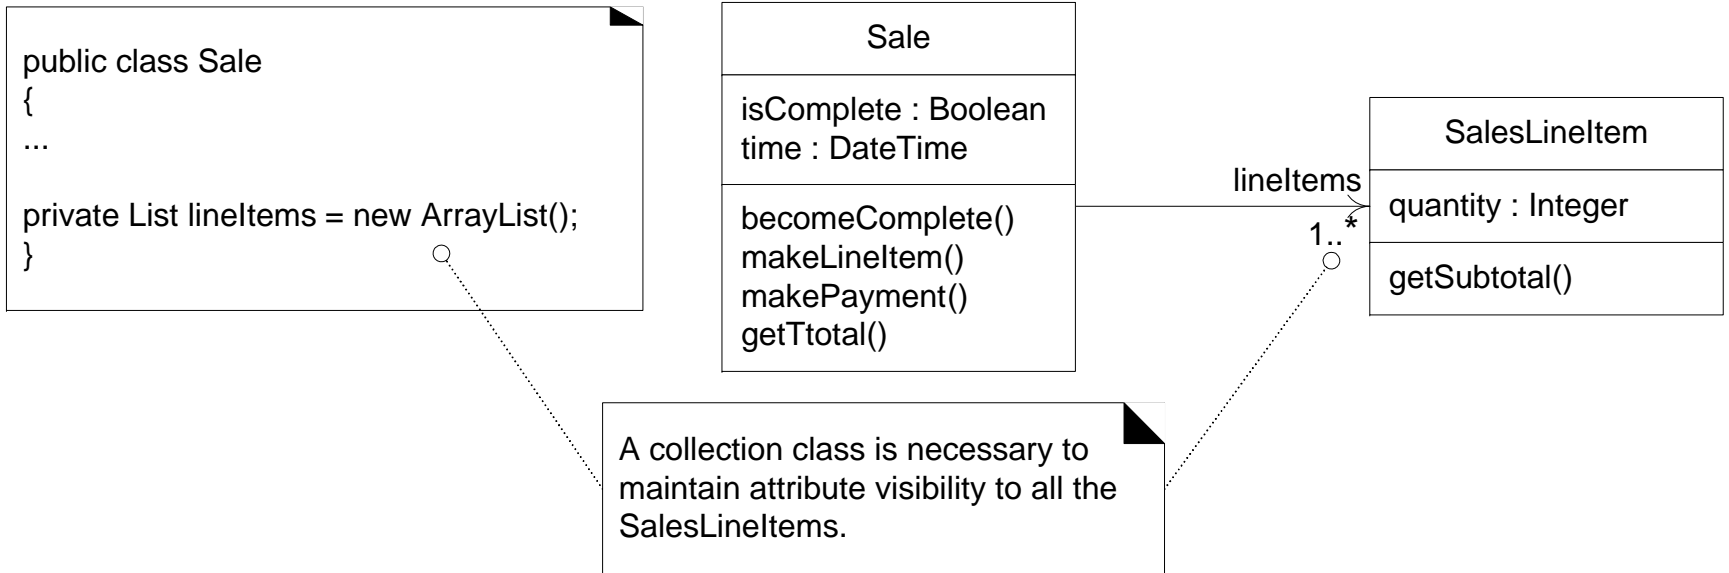 public class Sale
{
...
private List lineItems = new ArrayList();
}
Sale
isComplete : Boolean
time : DateTime
becomeComplete()
makeLineItem()
makePayment()
getTtotal()
lineItems
1..*
SalesLineItem
quantity : Integer
getSubtotal()
A collection class is necessary to
maintain attribute visibility to all the
SalesLineItems.